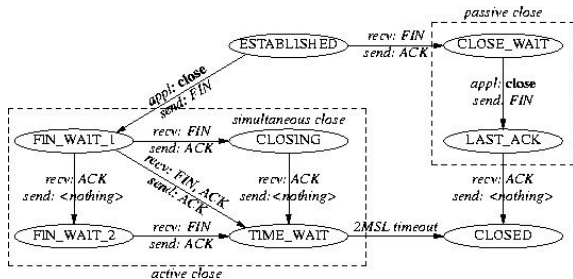 passive close
recv: FIN
ESTABLISHED
CLOSE_WAIT
send: ACK
appl: close
send: FIN
appl: close
send: FIN
simultaneous close
recv: FIN
FIN_WAIT_1
CLOSING
LAST_ACK
send: ACK
recv: FIN, ACK
send: ACK
recv: ACK
send: <nothing>
recv: ACK
send: <nothing>
recv: ACK
send: <nothing>
recv: FIN
2MSL timeout
FIN_WAIT_2
TIME_WAIT
CLOSED
send: ACK
active close